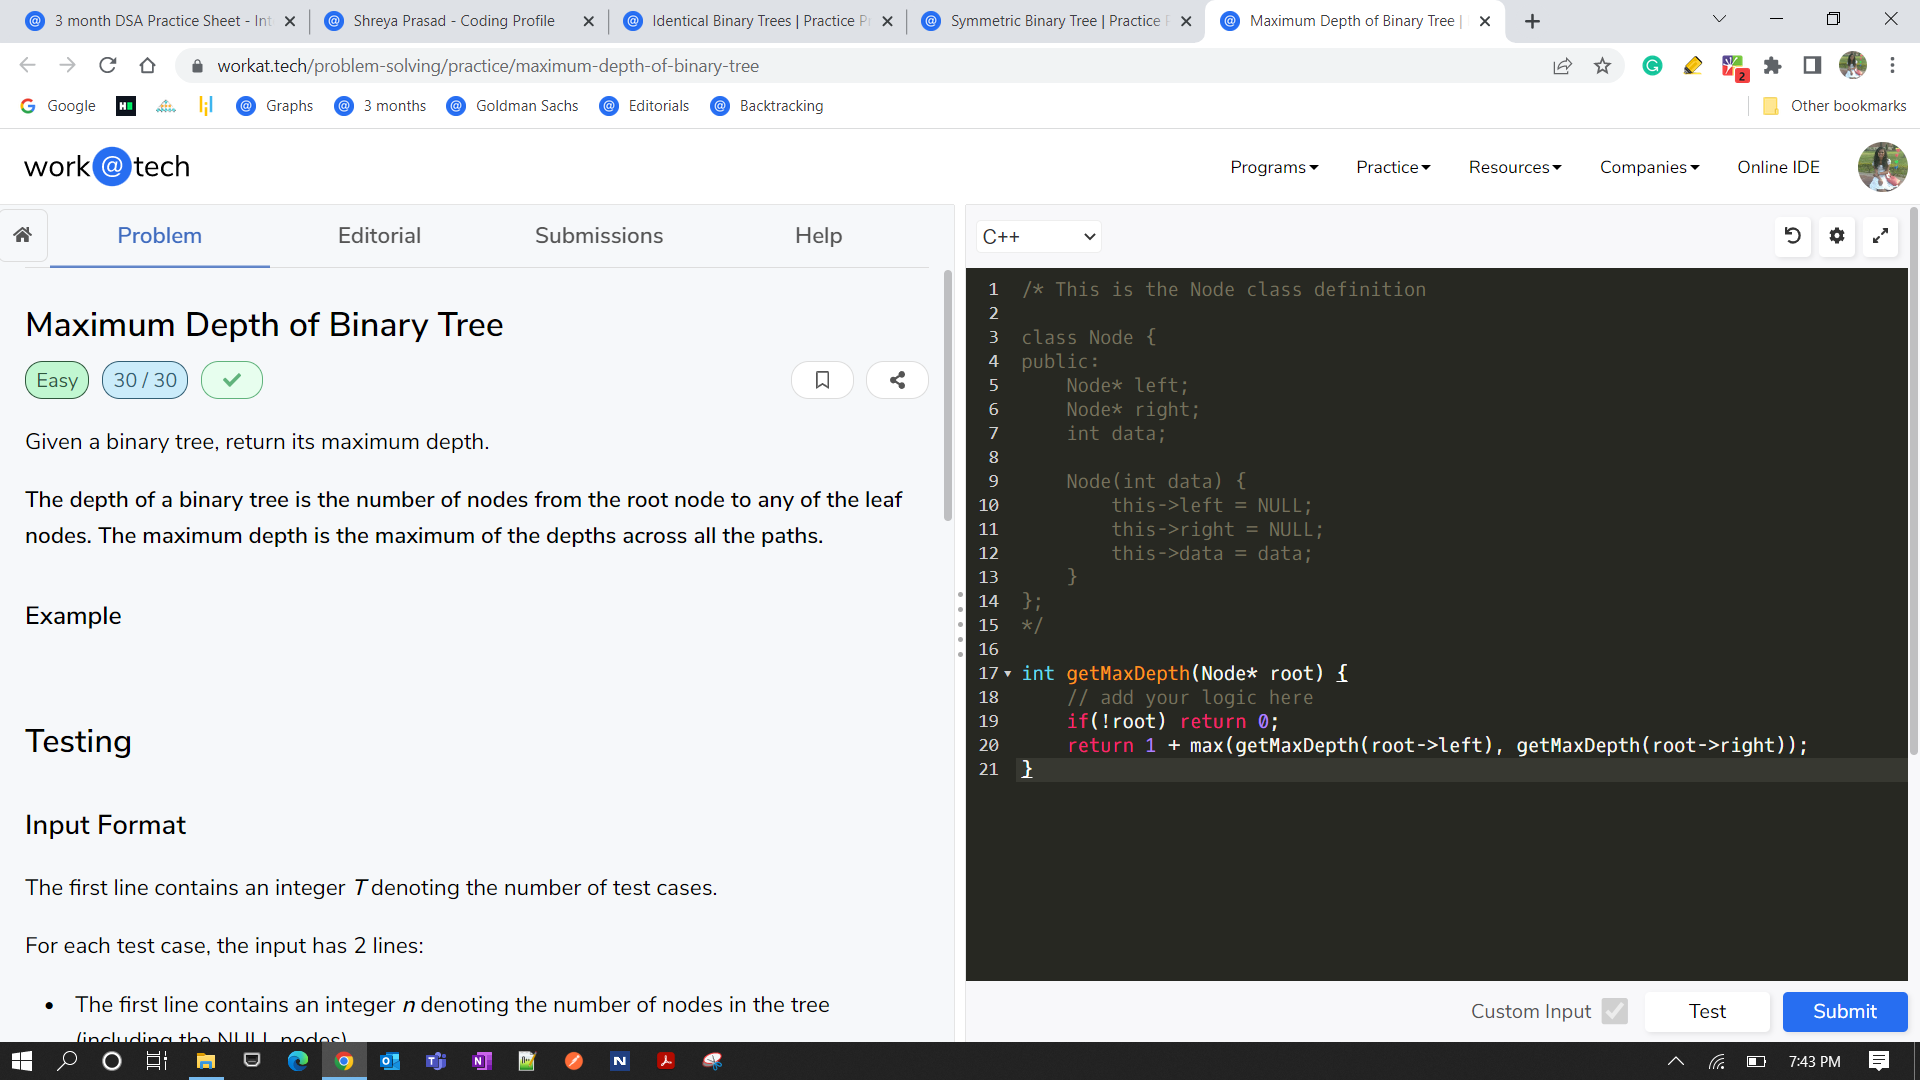 3 month DSA Practice Sheet - Int
Shreya Prasad - Coding Profile
Identical Binary Trees | Practice Pr
Symmetric Binary Tree | Practice P
Maximum Depth of Binary Tree |
workat.tech/problem-solving/practice/maximum-depth-of-binary-tree
2
Google
Graphs
3 months
Goldman Sachs
Editorials
Backtracking
Other bookmarks
work@tech
Programs
Practice
Resources
Companies
Online IDE
Problem
Editorial
Submissions
Help
Maximum Depth of Binary Tree
Easy
30 / 30
Given a binary tree, return its maximum depth.
The depth of a binary tree is the number of nodes from the root node to any of the leaf
nodes. The maximum depth is the maximum of the depths across all the paths.
Example
Testing
Input Format
The first line contains an integer T denoting the number of test cases.
For each test case, the input has 2 lines:
• The first line contains an integer n denoting the number of nodes in the tree
(including the NULL nodes)
C++
1 /* This is the Node class definition
2
3 class Node {
4 public:
5 Node* left;
6 Node* right;
7 int data;
8
9 Node(int data) {
10 this->left = NULL;
11 this->right = NULL;
12 this->data = data;
13 }
14 };
15 */
16
17 int getMaxDepth(Node* root) {
18 // add your logic here
19 if(!root) return 0;
20 return 1 + max(getMaxDepth(root->left), getMaxDepth(root->right));
21 }
Custom Input
Test
Submit
7:43 PM